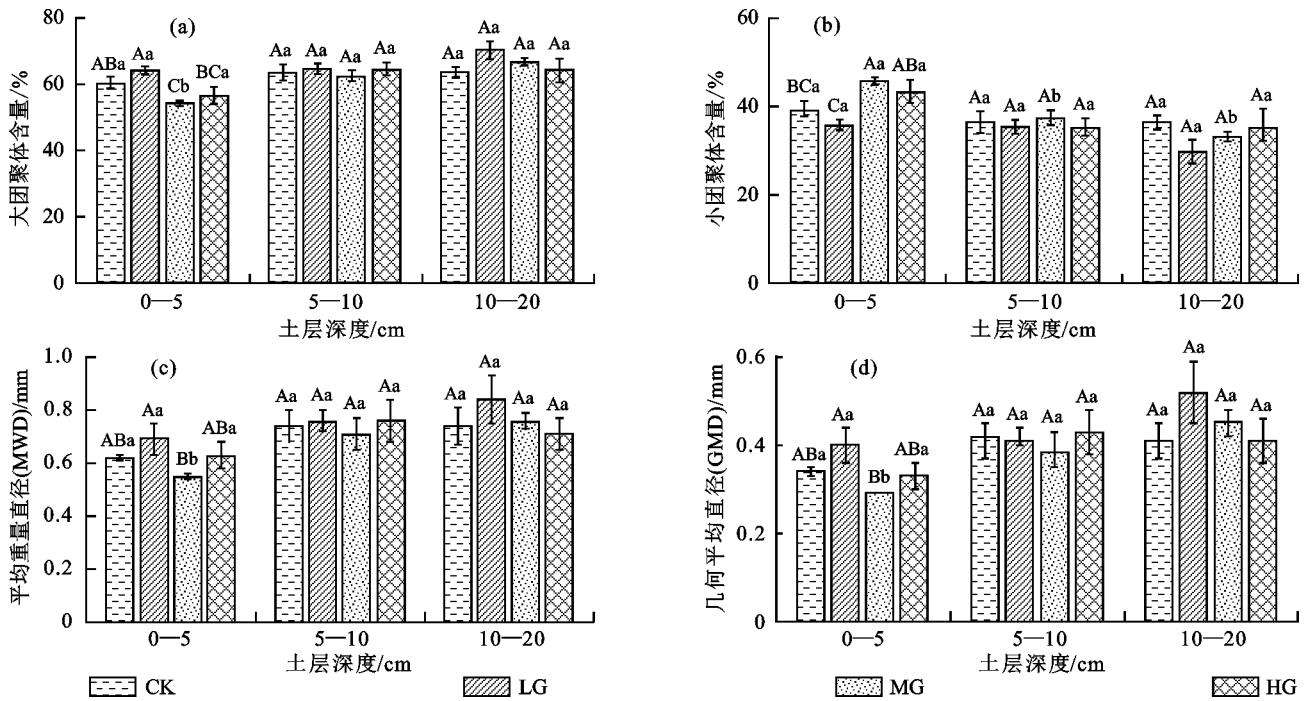 (a)
大团聚体含量/%
80
60
40
20
0
ABa Aa Cb BCa
Aa Aa Aa Aa
Aa Aa Aa Aa
0—5 5—10 10—20
土层深度/cm
(b)
小团聚体含量/%
60
40
20
0
BCa Ca Aa ABa
Aa Aa Ab Aa
Aa Aa Ab Aa
0—5 5—10 10—20
土层深度/cm
(c)
平均重量直径(MWD)/mm
1.0
0.8
0.6
0.4
0.2
0
ABa Aa Bb ABa
Aa Aa Aa Aa
Aa Aa Aa Aa
0—5 5—10 10—20
土层深度/cm
(d)
几何平均直径(GMD)/mm
0.6
0.4
0.2
0
ABa Aa Bb ABa
Aa Aa Aa Aa
Aa Aa Aa Aa
0—5 5—10 10—20
土层深度/cm
CK LG MG HG